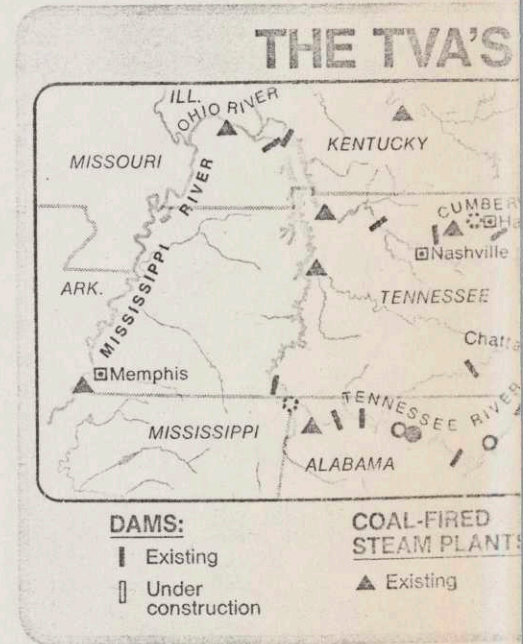 THE TVA'S
ILL.
OHIO RIVER
KENTUCKY
MISSOURI
MISSISSIPPI RIVER
Nashville
ARK.
TENNESSEE
Memphis
TENNESSEE RIVER
MISSISSIPPI
ALABAMA
DAMS:
Existing
Under
construction
COAL-FIRED
STEAM PLANTS
Existing